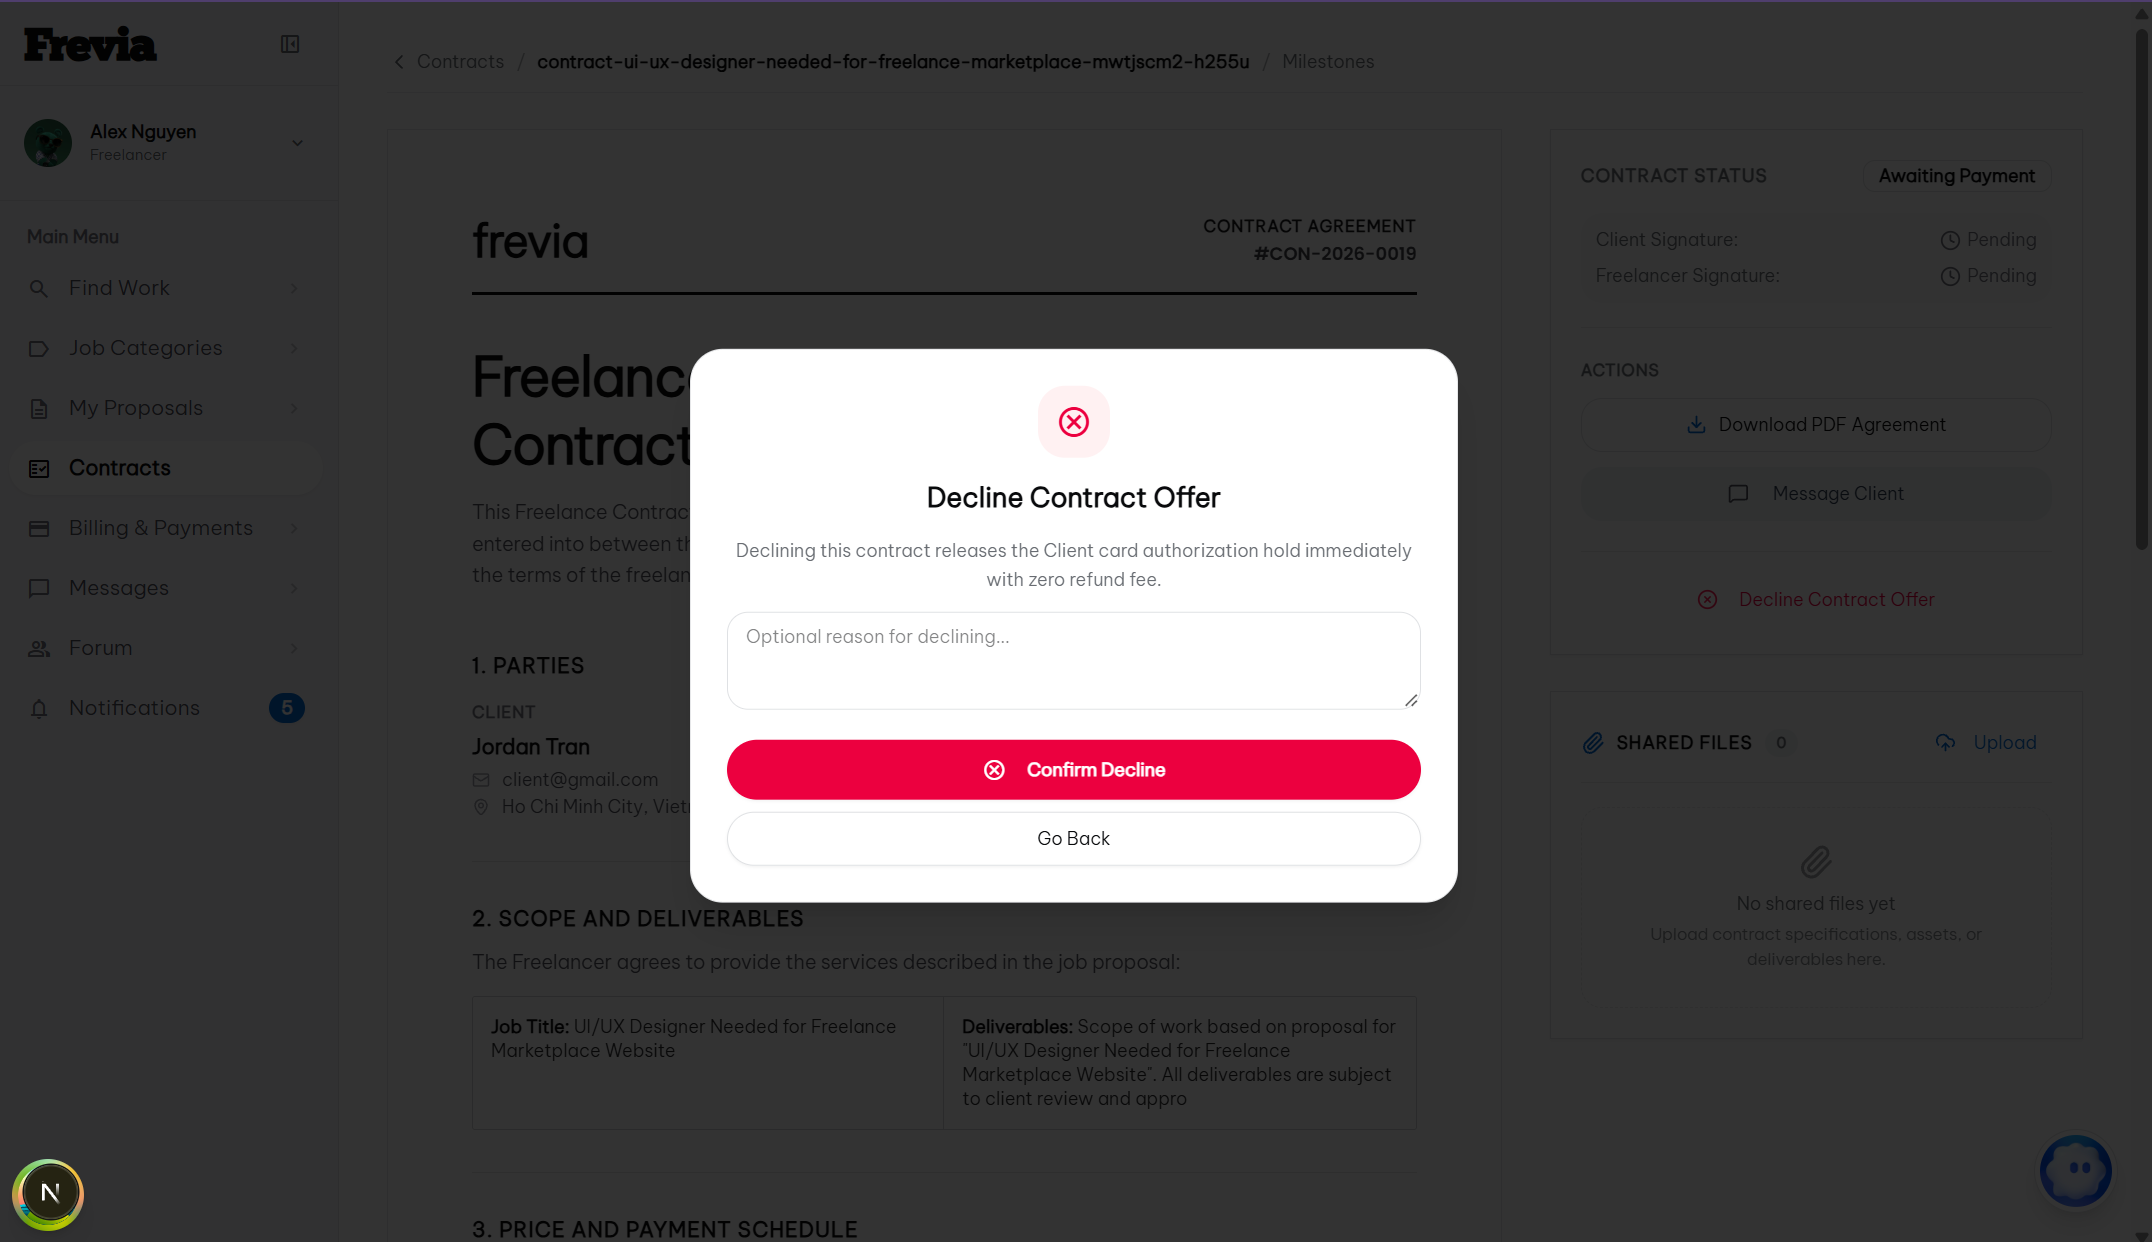 Frevia
Alex Nguyen
Freelancer
Main Menu
Find Work
Job Categories
My Proposals
Contracts
Billing & Payments
Messages
Forum
Notifications 5
N
Contracts / contract-ui-ux-designer-needed-for-freelance-marketplace-mwtjscm2-h255u / Milestones
frevia
CONTRACT AGREEMENT
#CON-2026-0019
Freelanc
Contract
This Freelance Contrac
entered into between th
the terms of the freelan
1. PARTIES
CLIENT
Jordan Tran
client@gmail.com
Ho Chi Minh City, Viet
2. SCOPE AND DELIVERABLES
The Freelancer agrees to provide the services described in the job proposal:
Job Title: UI/UX Designer Needed for Freelance
Marketplace Website
Deliverables: Scope of work based on proposal for
"UI/UX Designer Needed for Freelance
Marketplace Website". All deliverables are subject
to client review and appro
3. PRICE AND PAYMENT SCHEDULE
Decline Contract Offer
Declining this contract releases the Client card authorization hold immediately
with zero refund fee.
Optional reason for declining...
Confirm Decline
Go Back
CONTRACT STATUS
Awaiting Payment
Client Signature: Pending
Freelancer Signature: Pending
ACTIONS
Download PDF Agreement
Message Client
Decline Contract Offer
SHARED FILES 0
Upload
No shared files yet
Upload contract specifications, assets, or
deliverables here.